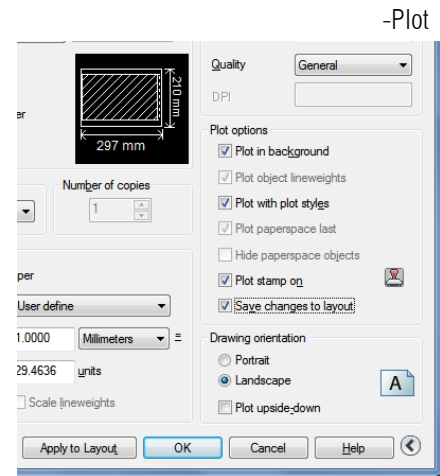 -Plot
Quality
General
DPI
210 mm
297 mm
er
Number of copies
1
Plot options
Plot in background
Plot object lineweights
Plot with plot styles
Plot paperspace last
Hide paperspace objects
Plot stamp on
Save changes to layout
per
User define
1.0000
Millimeters
=
29.4636
units
Scale lineweights
Drawing orientation
Portrait
Landscape
A
Plot upside-down
Apply to Layout
OK
Cancel
Help